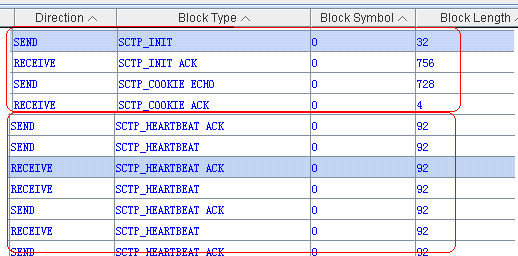 Direction Block Type Block Symbol Block Length
SEND SCTP_INIT 0 32
RECEIVE SCTP_INIT ACK 0 756
SEND SCTP_COOKIE ECHO 0 728
RECEIVE SCTP_COOKIE ACK 0 4
SEND SCTP_HEARTBEAT ACK 0 92
SEND SCTP_HEARTBEAT 0 92
RECEIVE SCTP_HEARTBEAT ACK 0 92
RECEIVE SCTP_HEARTBEAT 0 92
SEND SCTP_HEARTBEAT ACK 0 92
RECEIVE SCTP_HEARTBEAT 0 92
SEND SCTP_HEARTBEAT ACK 0 92